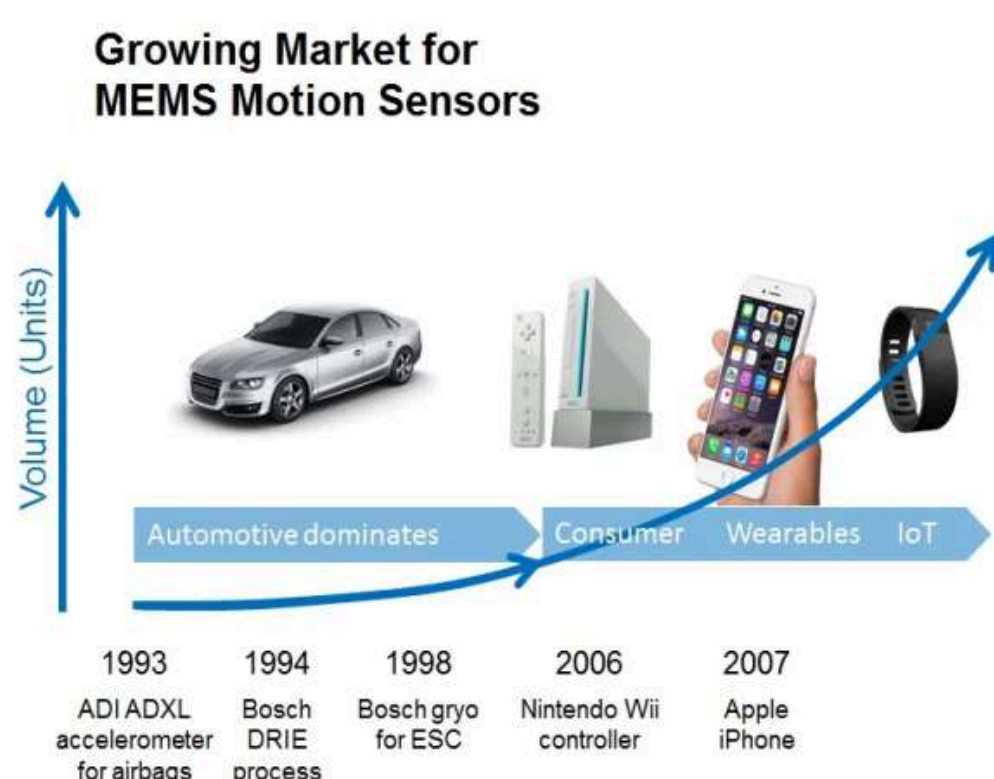 Growing Market for
MEMS Motion Sensors
Volume (Units)
Automotive dominates
Consumer Wearables IoT
1993
ADI ADXL
accelerometer
for airbags
1994
Bosch
DRIE
process
1998
Bosch gryo
for ESC
2006
Nintendo Wii
controller
2007
Apple
iPhone